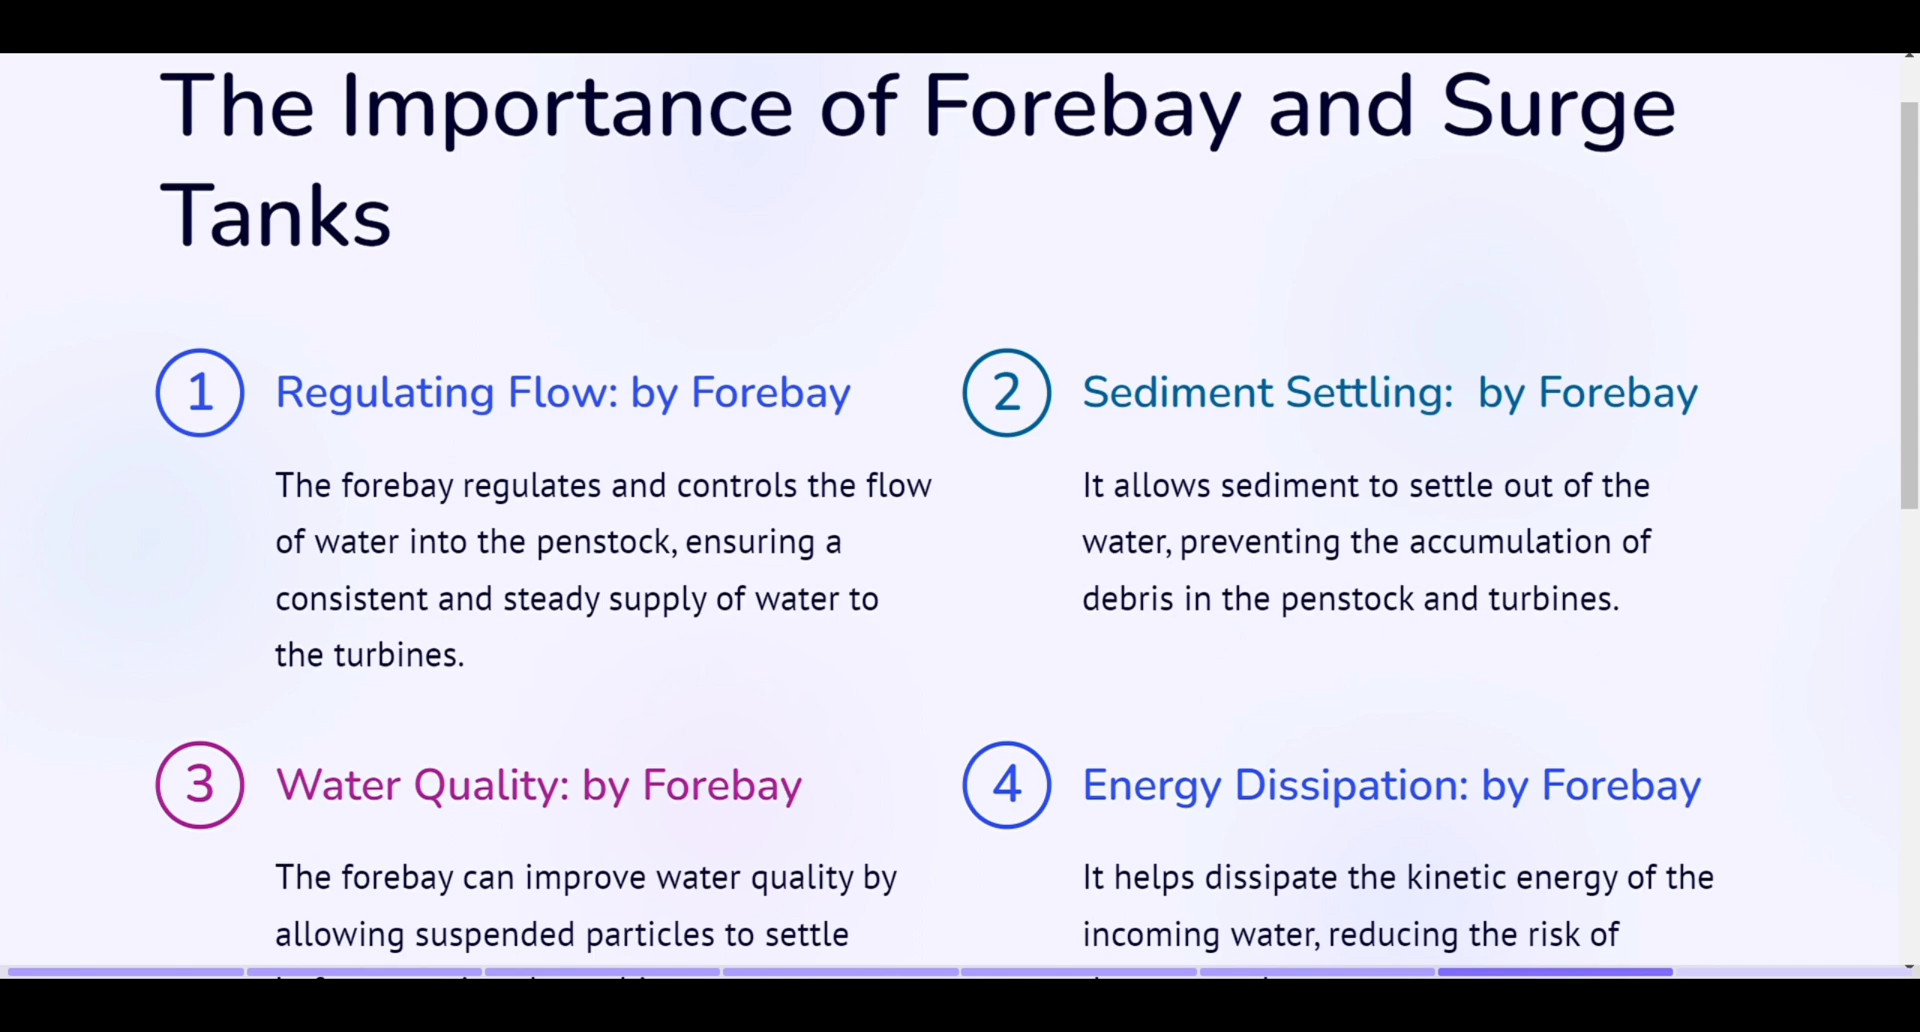 The Importance of Forebay and Surge
Tanks
1
Regulating Flow: by Forebay
The forebay regulates and controls the flow
of water into the penstock, ensuring a
consistent and steady supply of water to
the turbines.
2
Sediment Settling:  by Forebay
It allows sediment to settle out of the
water, preventing the accumulation of
debris in the penstock and turbines.
3
Water Quality: by Forebay
The forebay can improve water quality by
allowing suspended particles to settle
4
Energy Dissipation: by Forebay
It helps dissipate the kinetic energy of the
incoming water, reducing the risk of